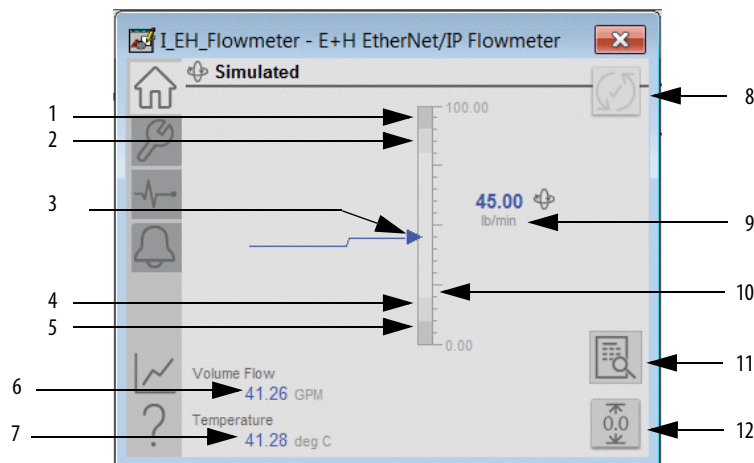 I_EH_Flowmeter - E+H EtherNet/IP Flowmeter
Simulated
1
2
3
4
5
6
7
100.00
0.00
45.00
lb/min
Volume Flow
41.26 GPM
Temperature
41.28 deg C
?
0.0
8
9
10
11
12